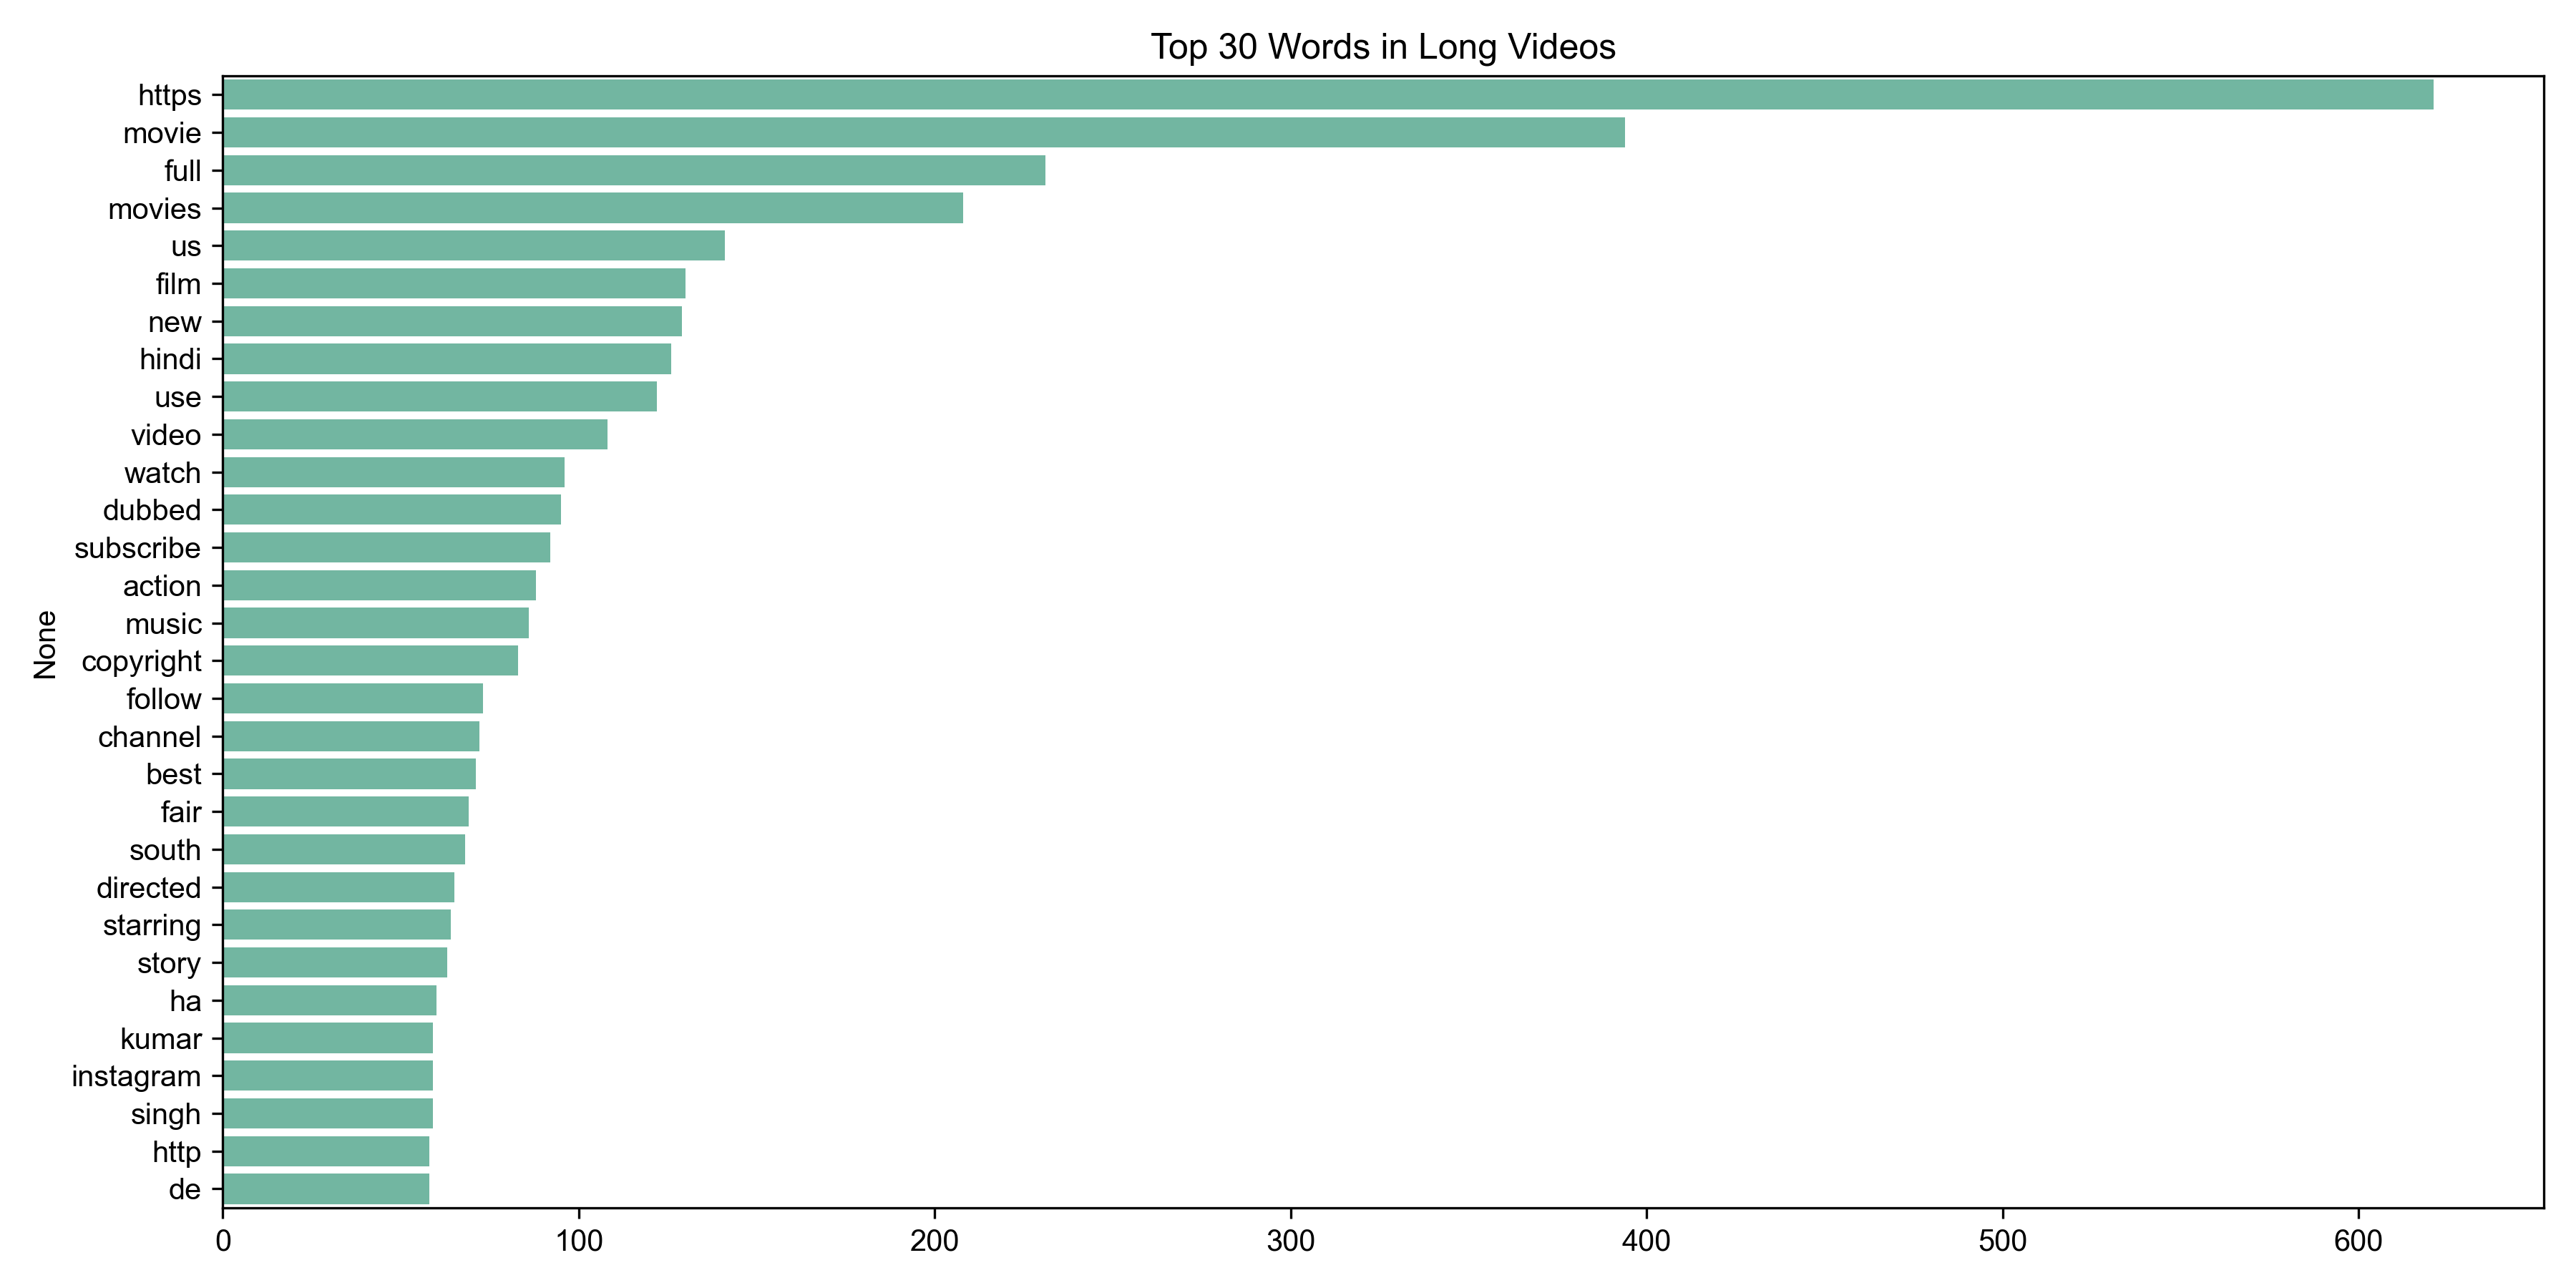 Top 30 Words in Long Videos
https
movie
full
movies
us
film
new
hindi
use
video
watch
dubbed
subscribe
action
music
copyright
follow
channel
best
fair
south
directed
starring
story
ha
kumar
instagram
singh
http
de
None
0 100 200 300 400 500 600